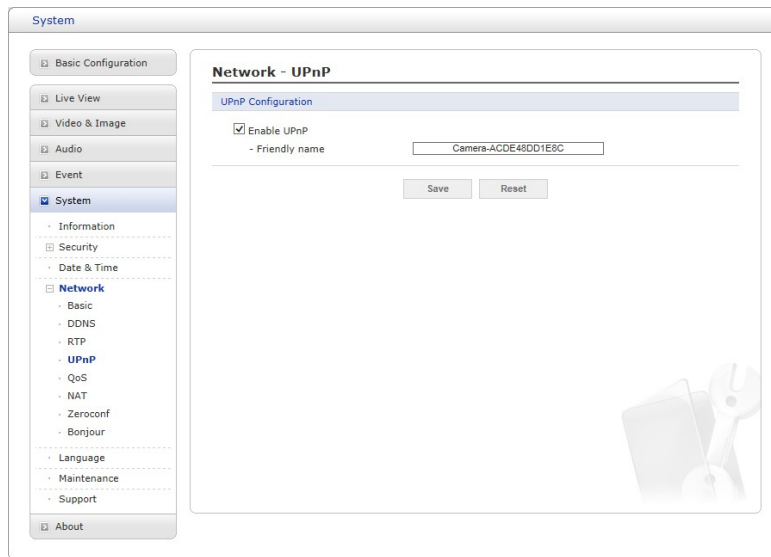 System
Basic Configuration
Live View
Video & Image
Audio
Event
System
Information
Security
Date & Time
Network
Basic
DDNS
RTP
UPnP
QoS
NAT
Zeroconf
Bonjour
Language
Maintenance
Support
About
Network - UPnP
UPnP Configuration
Enable UPnP
- Friendly name Camera-ACDE48DD1E8C
Save Reset